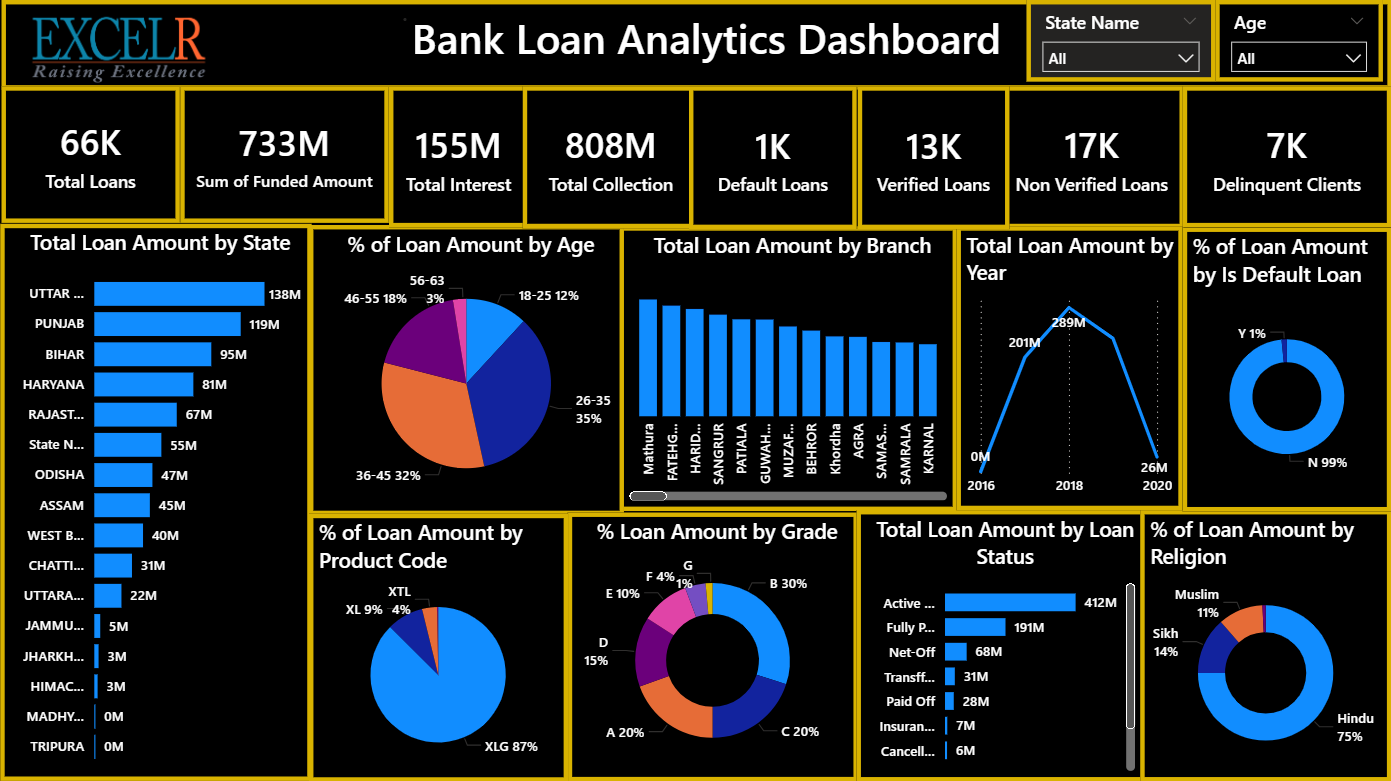 EXCELR
Raising Excellence
Bank Loan Analytics Dashboard
State Name
All
Age
All
66K
Total Loans
733M
Sum of Funded Amount
155M
Total Interest
808M
Total Collection
1K
Default Loans
13K
Verified Loans
17K
Non Verified Loans
7K
Delinquent Clients
Total Loan Amount by State
UTTAR ... 138M
PUNJAB 119M
BIHAR 95M
HARYANA 81M
RAJAST... 67M
State N... 55M
ODISHA 47M
ASSAM 45M
WEST B... 40M
CHATTI... 31M
UTTARA... 22M
JAMMU... 5M
JHARKH... 3M
HIMAC... 3M
MADHY... 0M
TRIPURA 0M
% of Loan Amount by Age
56-63
3%
46-55 18%
18-25 12%
26-35
35%
36-45 32%
Total Loan Amount by Branch
Mathura
FATEHG...
HARID...
SANGRUR
PATIALA
GUWAH...
MUZAF...
BEHROR
Khordha
AGRA
SAMAS...
SAMRALA
KARNAL
Total Loan Amount by
Year
289M
201M
0M
26M
2016
2018
2020
% of Loan Amount
by Is Default Loan
Y 1%
N 99%
% of Loan Amount by
Product Code
XTL
4%
XL 9%
XLG 87%
% Loan Amount by Grade
G
1%
F 4%
E 10%
D
15%
A 20%
B 30%
C 20%
Total Loan Amount by Loan
Status
Active ... 412M
Fully P... 191M
Net-Off 68M
Transff... 31M
Paid Off 28M
Insuran... 7M
Cancell... 6M
% of Loan Amount by
Religion
Muslim
11%
Sikh
14%
Hindu
75%